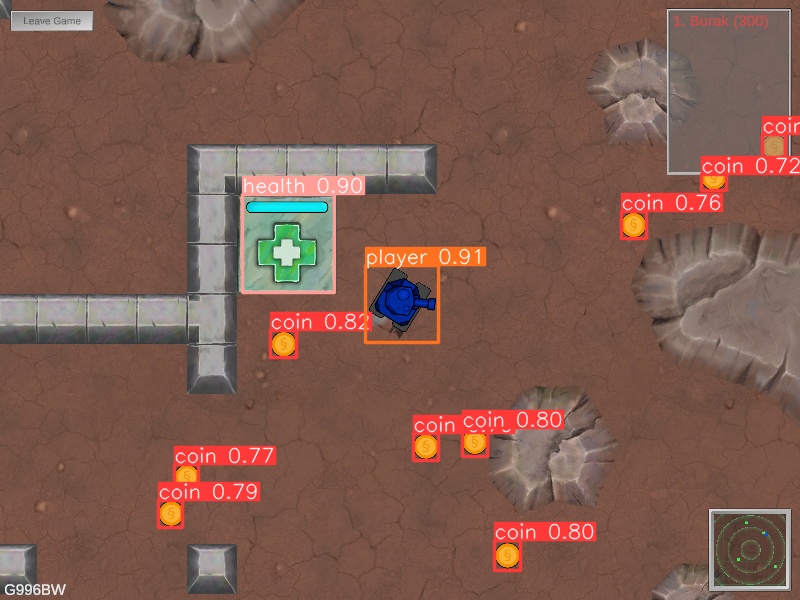 Leave Game
1. Burak (300)
coin
coin 0.72
health 0.90
coin 0.76
player 0.91
coin 0.82
coin
coin 0.80
coin 0.77
coin 0.79
coin 0.80
G996BW